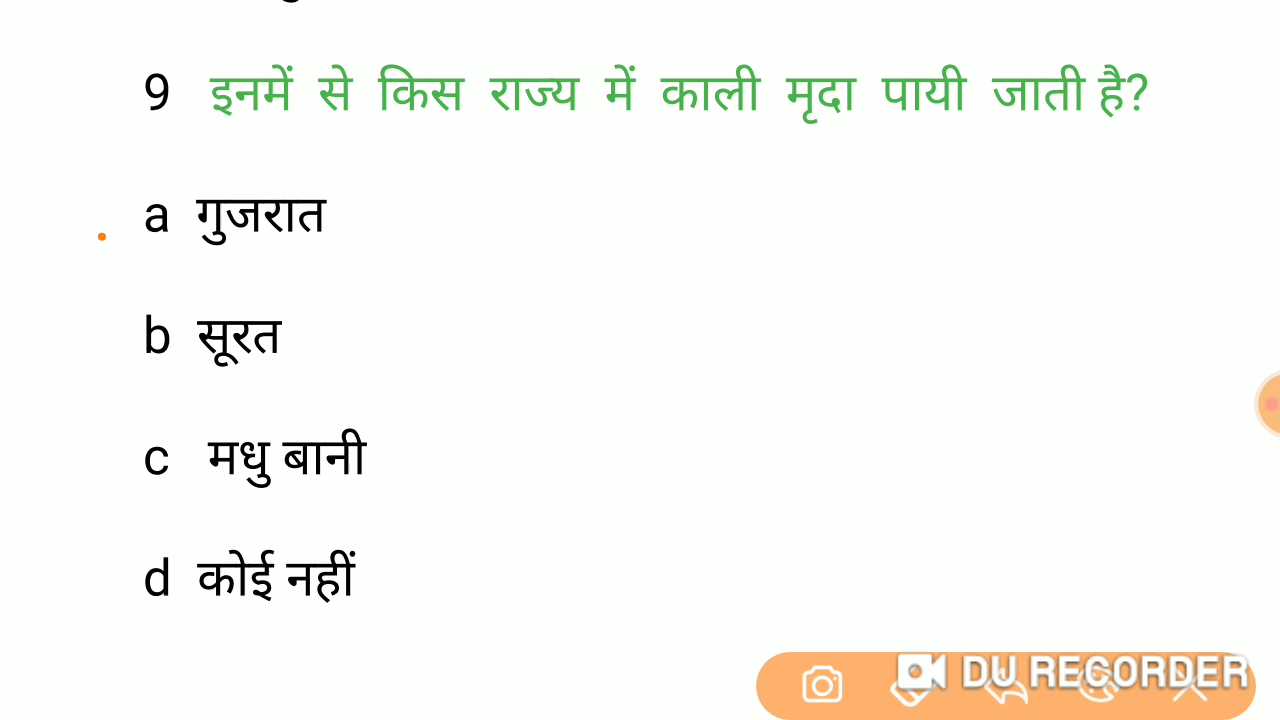 9 इनमें से किस राज्य में काली मृदा पायी जाती है?
a गुजरात
b सूरत
c मधु बानी
d कोई नहीं
DU RECORDER